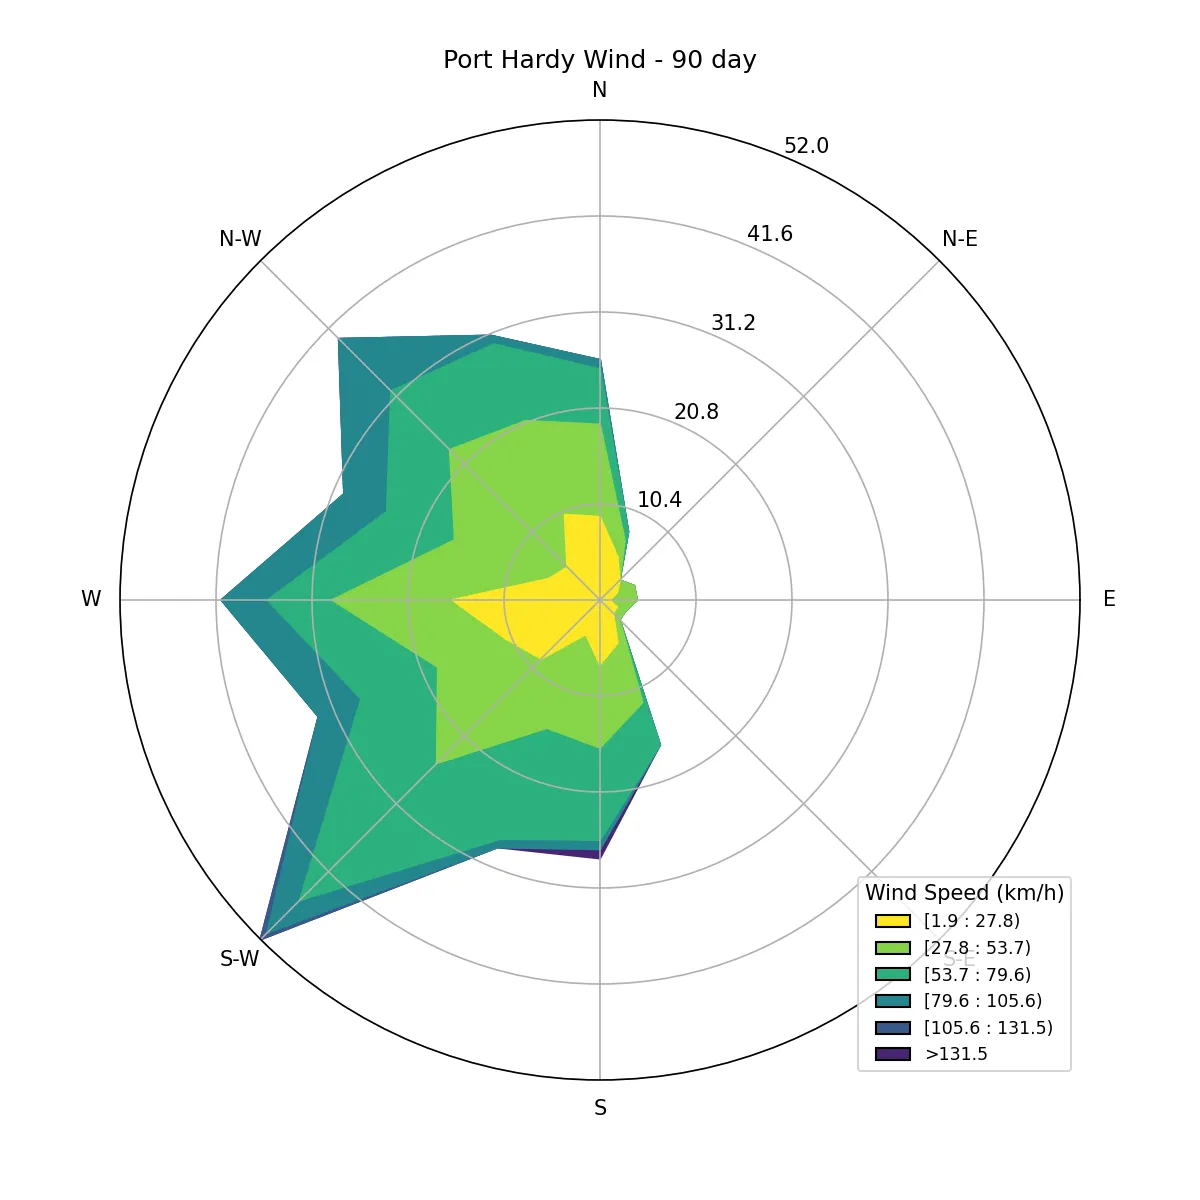 Port Hardy Wind - 90 day
N
52.0
N-W
41.6
N-E
31.2
20.8
10.4
W
E
S-W
S-E
Wind Speed (km/h)
[1.9 : 27.8)
[27.8 : 53.7)
[53.7 : 79.6)
[79.6 : 105.6)
[105.6 : 131.5)
>131.5
S